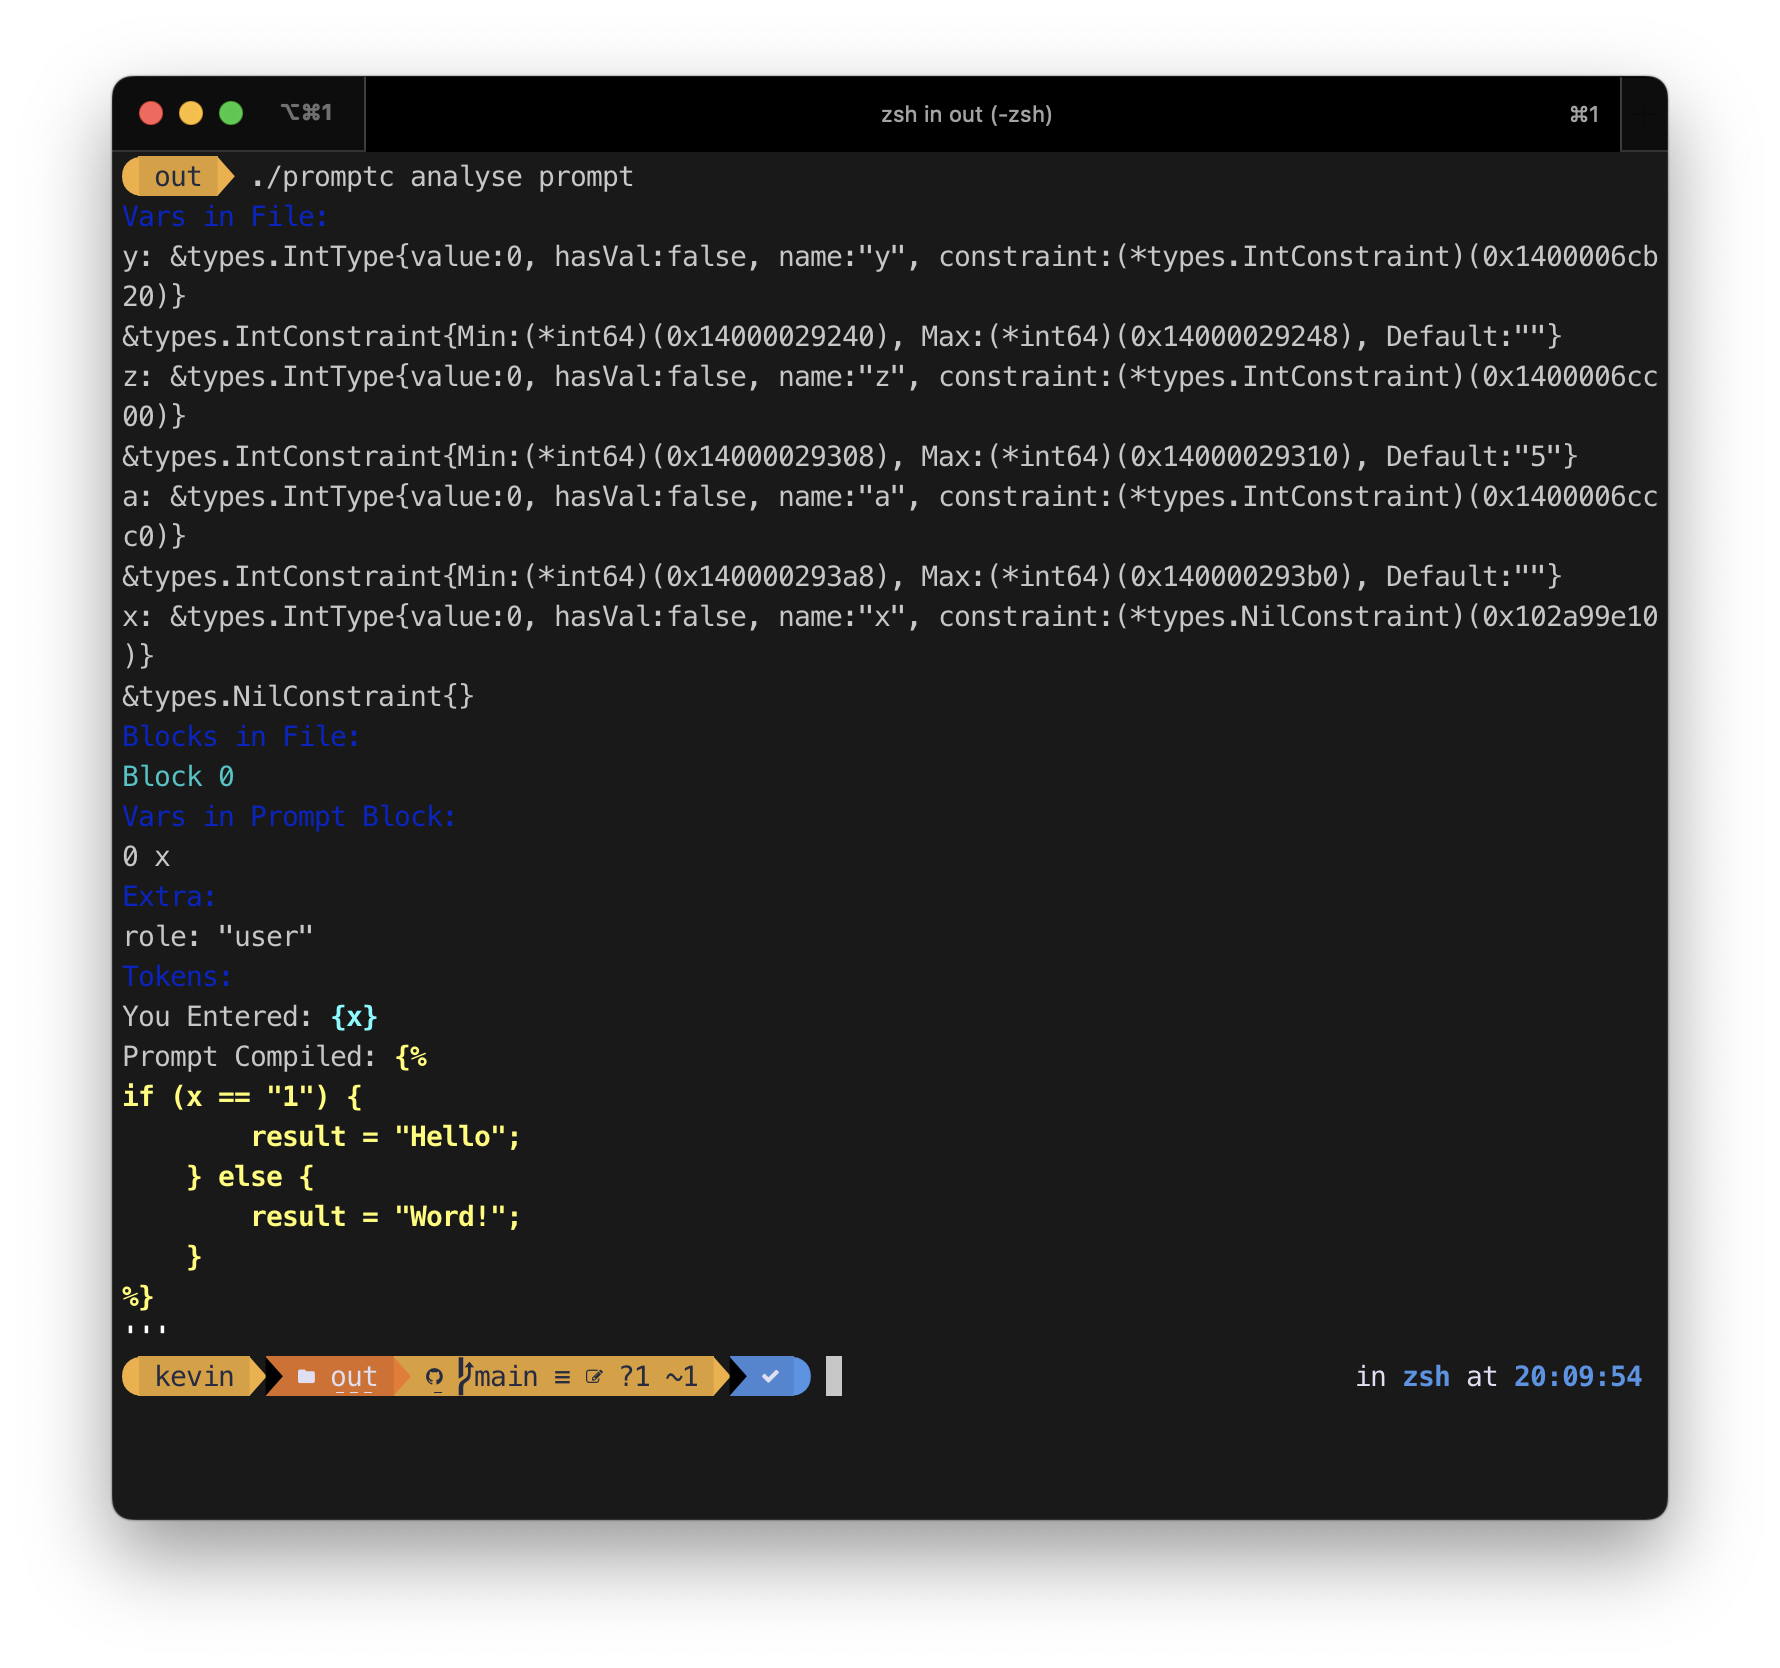 ⌥⌘1 zsh in out (-zsh) ⌘1
out ./promptc analyse prompt
Vars in File:
y: &types.IntType{value:0, hasVal:false, name:"y", constraint:(*types.IntConstraint)(0x1400006cb
20)}
&types.IntConstraint{Min:(*int64)(0x14000029240), Max:(*int64)(0x14000029248), Default:""}
z: &types.IntType{value:0, hasVal:false, name:"z", constraint:(*types.IntConstraint)(0x1400006cc
00)}
&types.IntConstraint{Min:(*int64)(0x14000029308), Max:(*int64)(0x14000029310), Default:"5"}
a: &types.IntType{value:0, hasVal:false, name:"a", constraint:(*types.IntConstraint)(0x1400006cc
c0)}
&types.IntConstraint{Min:(*int64)(0x140000293a8), Max:(*int64)(0x140000293b0), Default:""}
x: &types.IntType{value:0, hasVal:false, name:"x", constraint:(*types.NilConstraint)(0x102a99e10
)}
&types.NilConstraint{}
Blocks in File:
Block 0
Vars in Prompt Block:
0 x
Extra:
role: "user"
Tokens:
You Entered: {x}
Prompt Compiled: {%
if (x == "1") {
        result = "Hello";
    } else {
        result = "Word!";
    }
%}
'''
kevin out main ≡ ?1 ~1 ✓ in zsh at 20:09:54